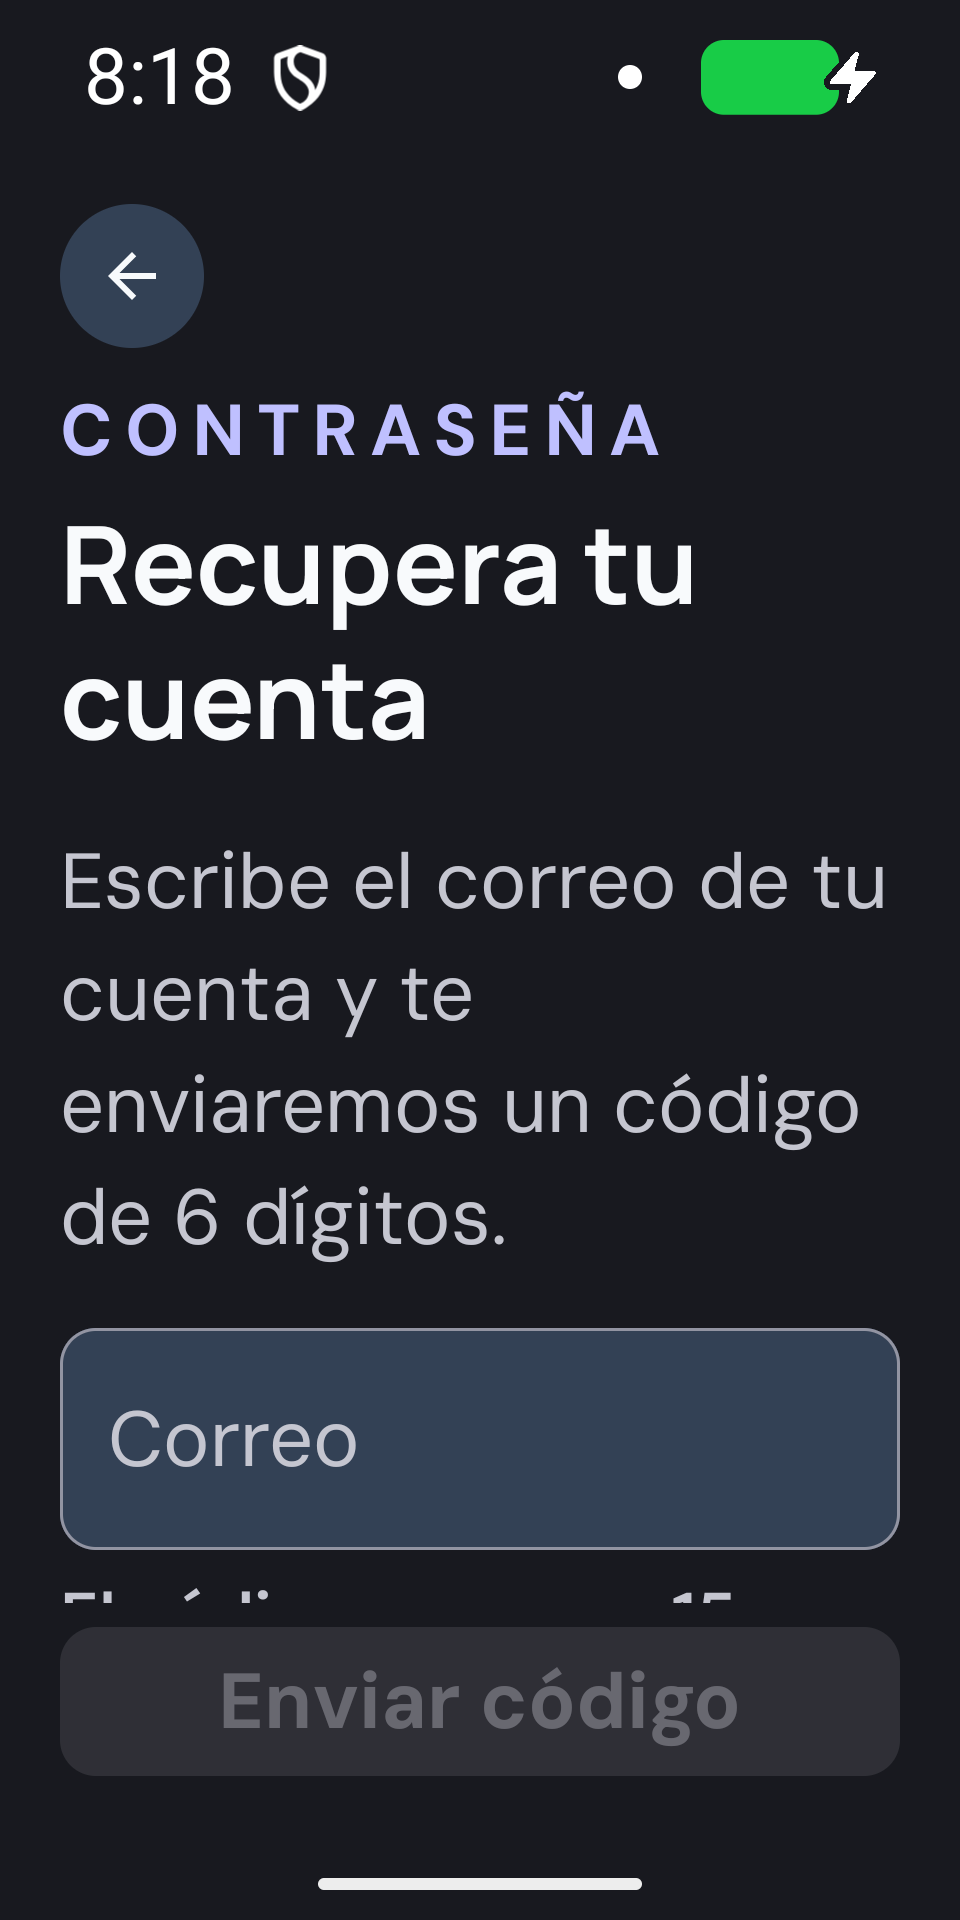 8:18
CONTRASEÑA
Recupera tu
cuenta
Escribe el correo de tu
cuenta y te
enviaremos un código
de 6 dígitos.
Correo
Enviar código